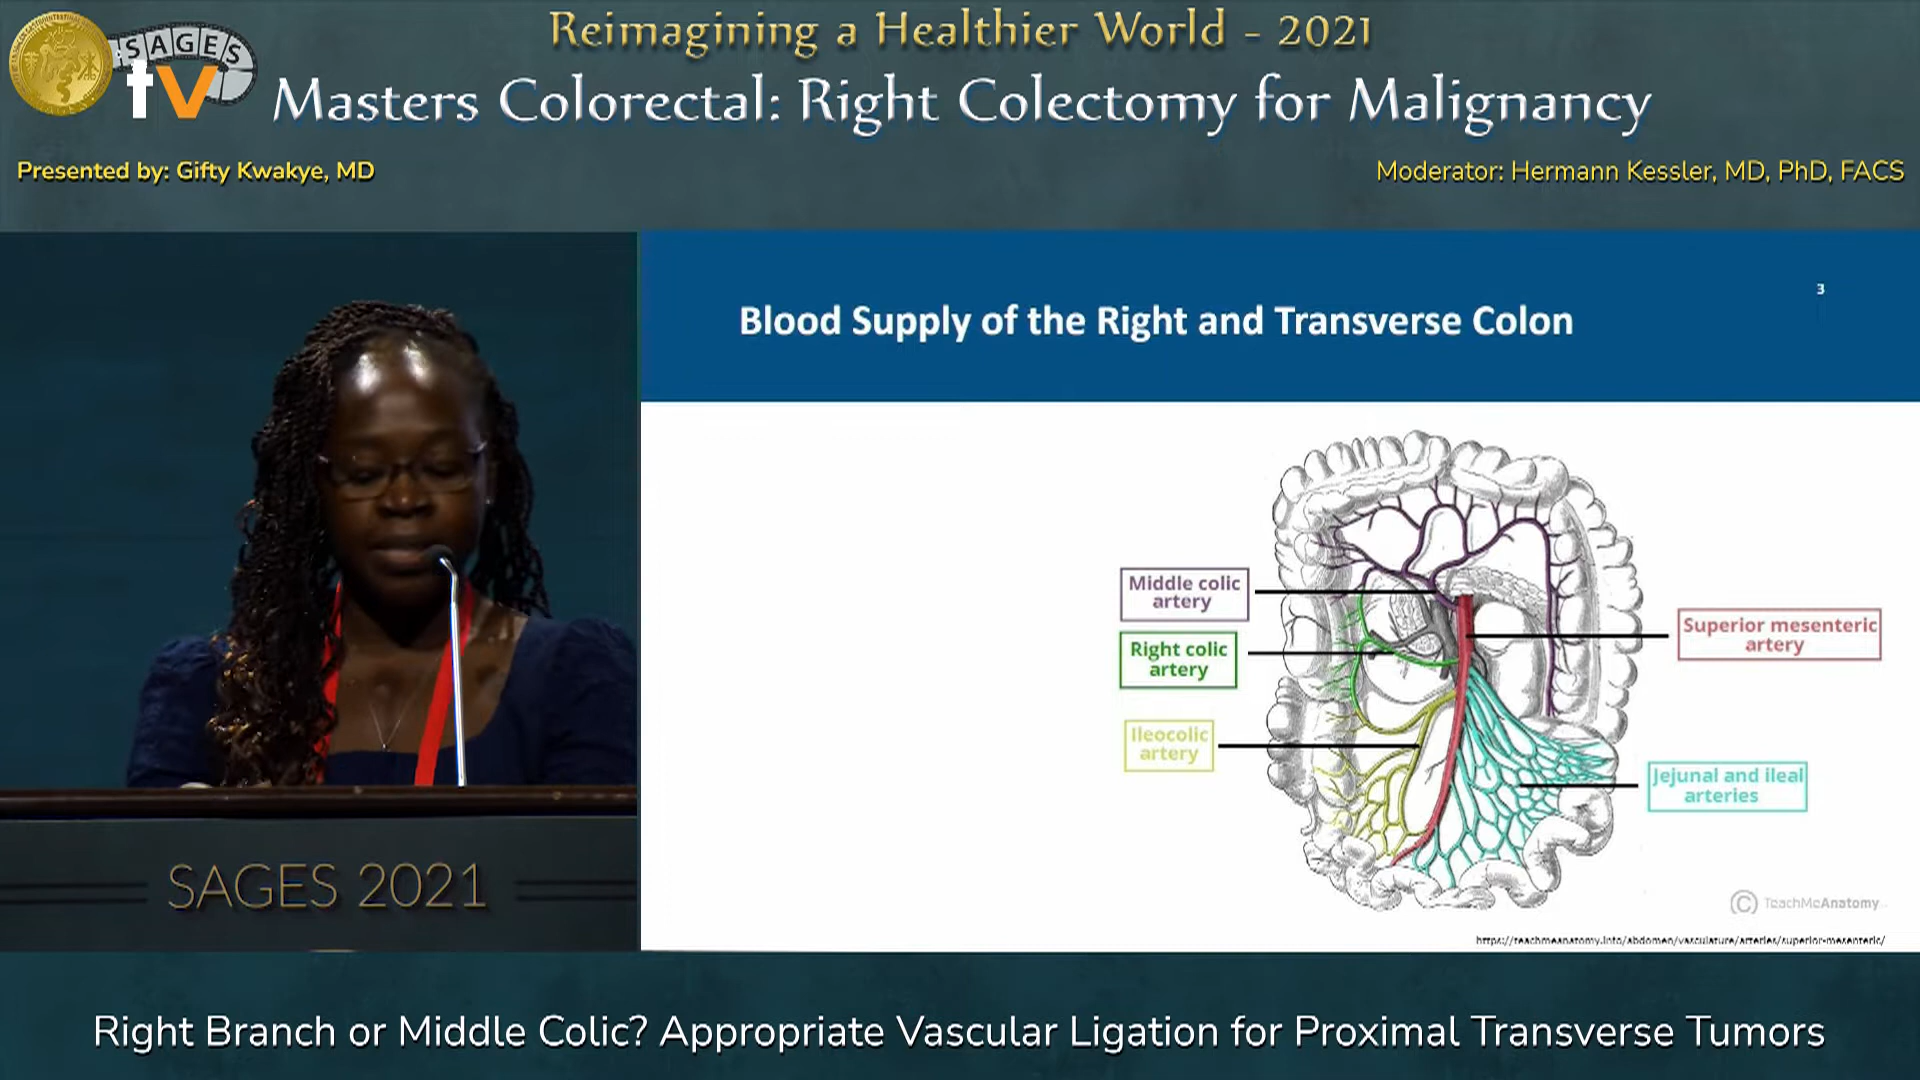 Reimagining a Healthier World - 2021
SAGES
tv
Masters Colorectal: Right Colectomy for Malignancy
Presented by: Gifty Kwakye, MD
Moderator: Hermann Kessler, MD, PhD, FACS
3
Blood Supply of the Right and Transverse Colon
Middle colic
artery
Right colic
artery
Superior mesenteric
artery
Ileocolic
artery
Jejunal and ileal
arteries
© TeachMeAnatomy
https://teachmeanatomy.info/abdomen/vasculature/arteries/superior-mesenteric/
SAGES 2021
Right Branch or Middle Colic? Appropriate Vascular Ligation for Proximal Transverse Tumors